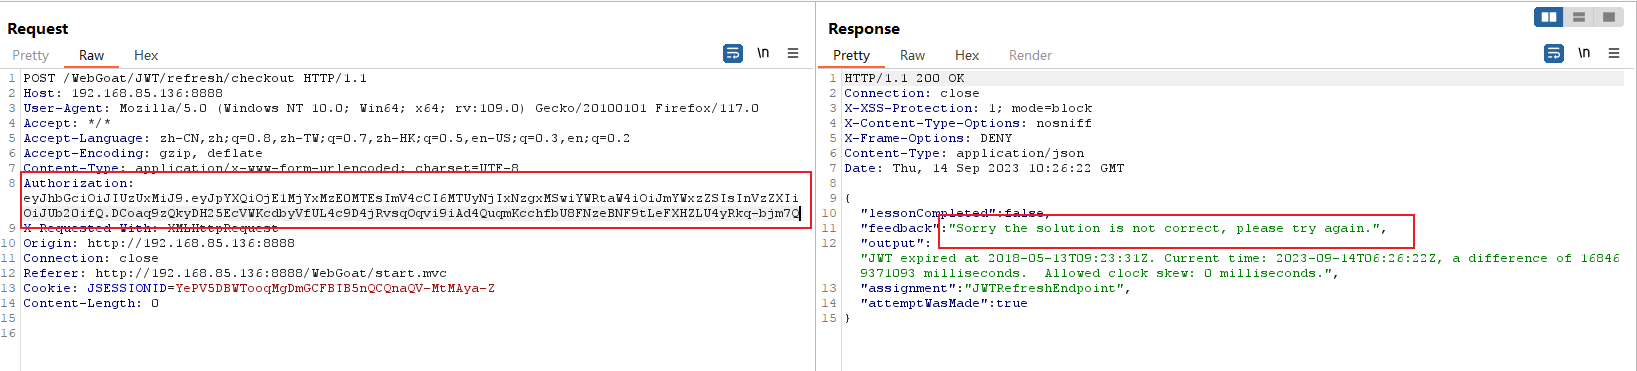 Request
Pretty Raw Hex \n
1 POST /WebGoat/JWT/refresh/checkout HTTP/1.1
2 Host: 192.168.85.136:8888
3 User-Agent: Mozilla/5.0 (Windows NT 10.0; Win64; x64; rv:109.0) Gecko/20100101 Firefox/117.0
4 Accept: */*
5 Accept-Language: zh-CN,zh;q=0.8,zh-TW;q=0.7,zh-HK;q=0.5,en-US;q=0.3,en;q=0.2
6 Accept-Encoding: gzip, deflate
7 Content-Type: application/x-www-form-urlencoded; charset=UTF-8
8 Authorization:
eyJhbGciOiJIUzUxMiJ9.eyJpYXQiOjE1MjYxMzE0MTEsImV4cCI6MTUyNjIxNzgxMSwiYWRtaW4iOiJmYWxzZSIsInVzZXIi
OiJUb20ifQ.DCoaq9zQkyDH25EcVWKcdbyVfUL4c9D4jRvsqOqvi9iAd4QuqmKcchfbU8FNzeBNF9tLeFXHZLU4yRkq-bjm7Q
9 X-Requested-With: XMLHttpRequest
10 Origin: http://192.168.85.136:8888
11 Connection: close
12 Referer: http://192.168.85.136:8888/WebGoat/start.mvc
13 Cookie: JSESSIONID=YePV5DBWTooqMgDmGCFBIB5nQCQnaQV-MtMAya-Z
14 Content-Length: 0
15
16
Response
Pretty Raw Hex Render \n
1 HTTP/1.1 200 OK
2 Connection: close
3 X-XSS-Protection: 1; mode=block
4 X-Content-Type-Options: nosniff
5 X-Frame-Options: DENY
6 Content-Type: application/json
7 Date: Thu, 14 Sep 2023 10:26:22 GMT
8
9 {
10 "lessonCompleted":false,
11 "feedback":"Sorry the solution is not correct, please try again.",
12 "output":
"JWT expired at 2018-05-13T09:23:31Z. Current time: 2023-09-14T06:26:22Z, a difference of 16846
9371093 milliseconds.  Allowed clock skew: 0 milliseconds.",
13 "assignment":"JWTRefreshEndpoint",
14 "attemptWasMade":true
15 }